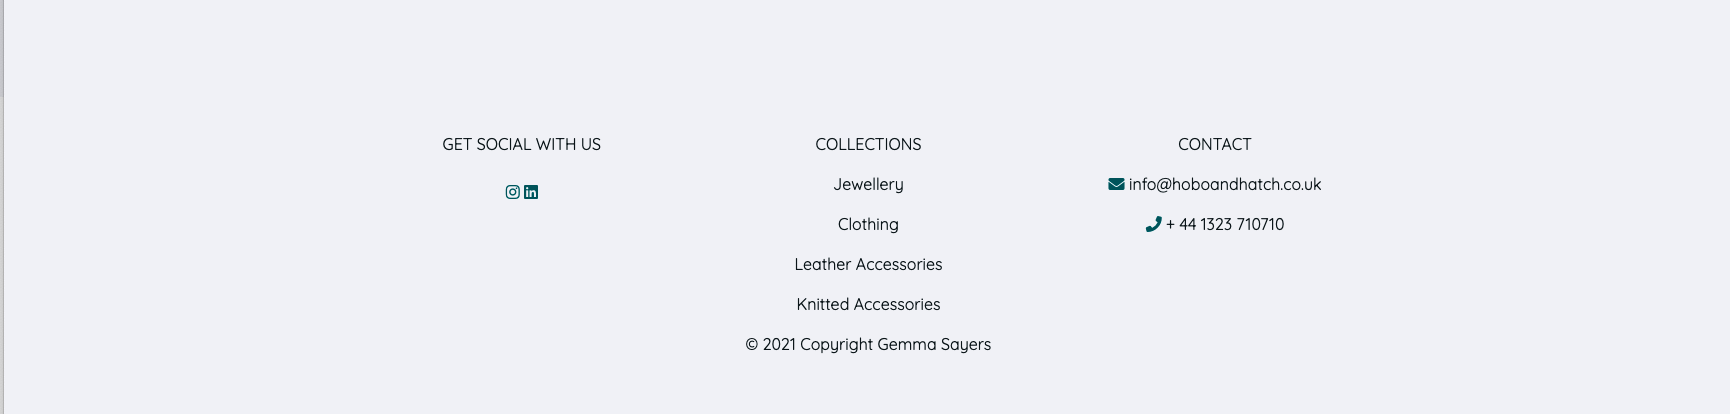 GET SOCIAL WITH US
COLLECTIONS
Jewellery
Clothing
Leather Accessories
Knitted Accessories
CONTACT
info@hoboandhatch.co.uk
+ 44 1323 710710
© 2021 Copyright Gemma Sayers